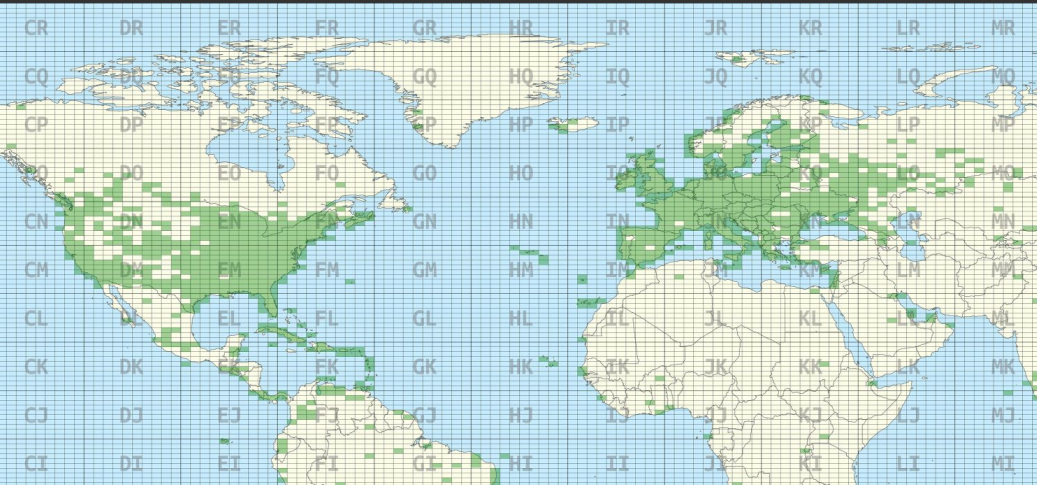 CR DR ER FR GR HR IR JR KR LR MR
CQ DQ EQ FQ GQ HQ IQ JQ KQ LQ MQ
CP DP EP FP GP HP IP JP KP LP MP
DO EO FO GO HO IO JO KO LO MO
CN DN EN FN GN HN IN JN KN LN MN
CM DM EM FM GM HM IM JM KM LM MM
CL DL EL FL GL HL IL JL KL LL ML
CK DK EK FK GK HK IK JK KK LK MK
CJ DJ EJ FJ GJ HJ IJ JJ KJ LJ MJ
CI DI EI FI GI HI II JI KI LI MI